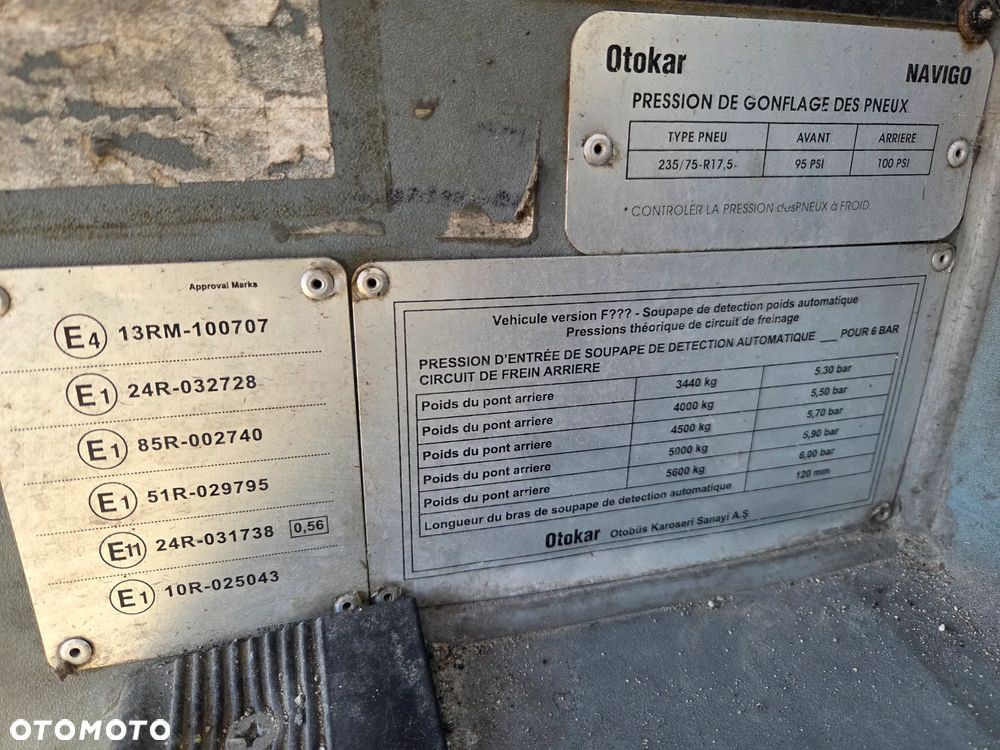 Otokar NAVIGO
PRESSION DE GONFLAGE DES PNEUX
TYPE PNEU AVANT ARRIERE
235/75-R17,5- 95 PSI 100 PSI
* CONTROLER LA PRESSION desPNEUX à FROID.
Approval Marks
E4 13RM-100707
E1 24R-032728
E1 85R-002740
E1 51R-029795
E11 24R-031738 0,56
E1 10R-025043
Vehicule version F??? - Soupape de detection poids automatique
Pressions théorique de circuit de freinage
PRESSION D'ENTRÉE DE SOUPAPE DE DETECTION AUTOMATIQUE ___ POUR 6 BAR
CIRCUIT DE FREIN ARRIERE
Poids du pont arriere 3440 kg 5,30 bar
Poids du pont arriere 4000 kg 5,50 bar
Poids du pont arriere 4500 kg 5,70 bar
Poids du pont arriere 5000 kg 5,90 bar
Poids du pont arriere 5600 kg 6,00 bar
Longueur du bras de soupape de detection automatique 120 mm
Otokar Otobüs Karoseri Sanayi A.Ş
OTOMOTO